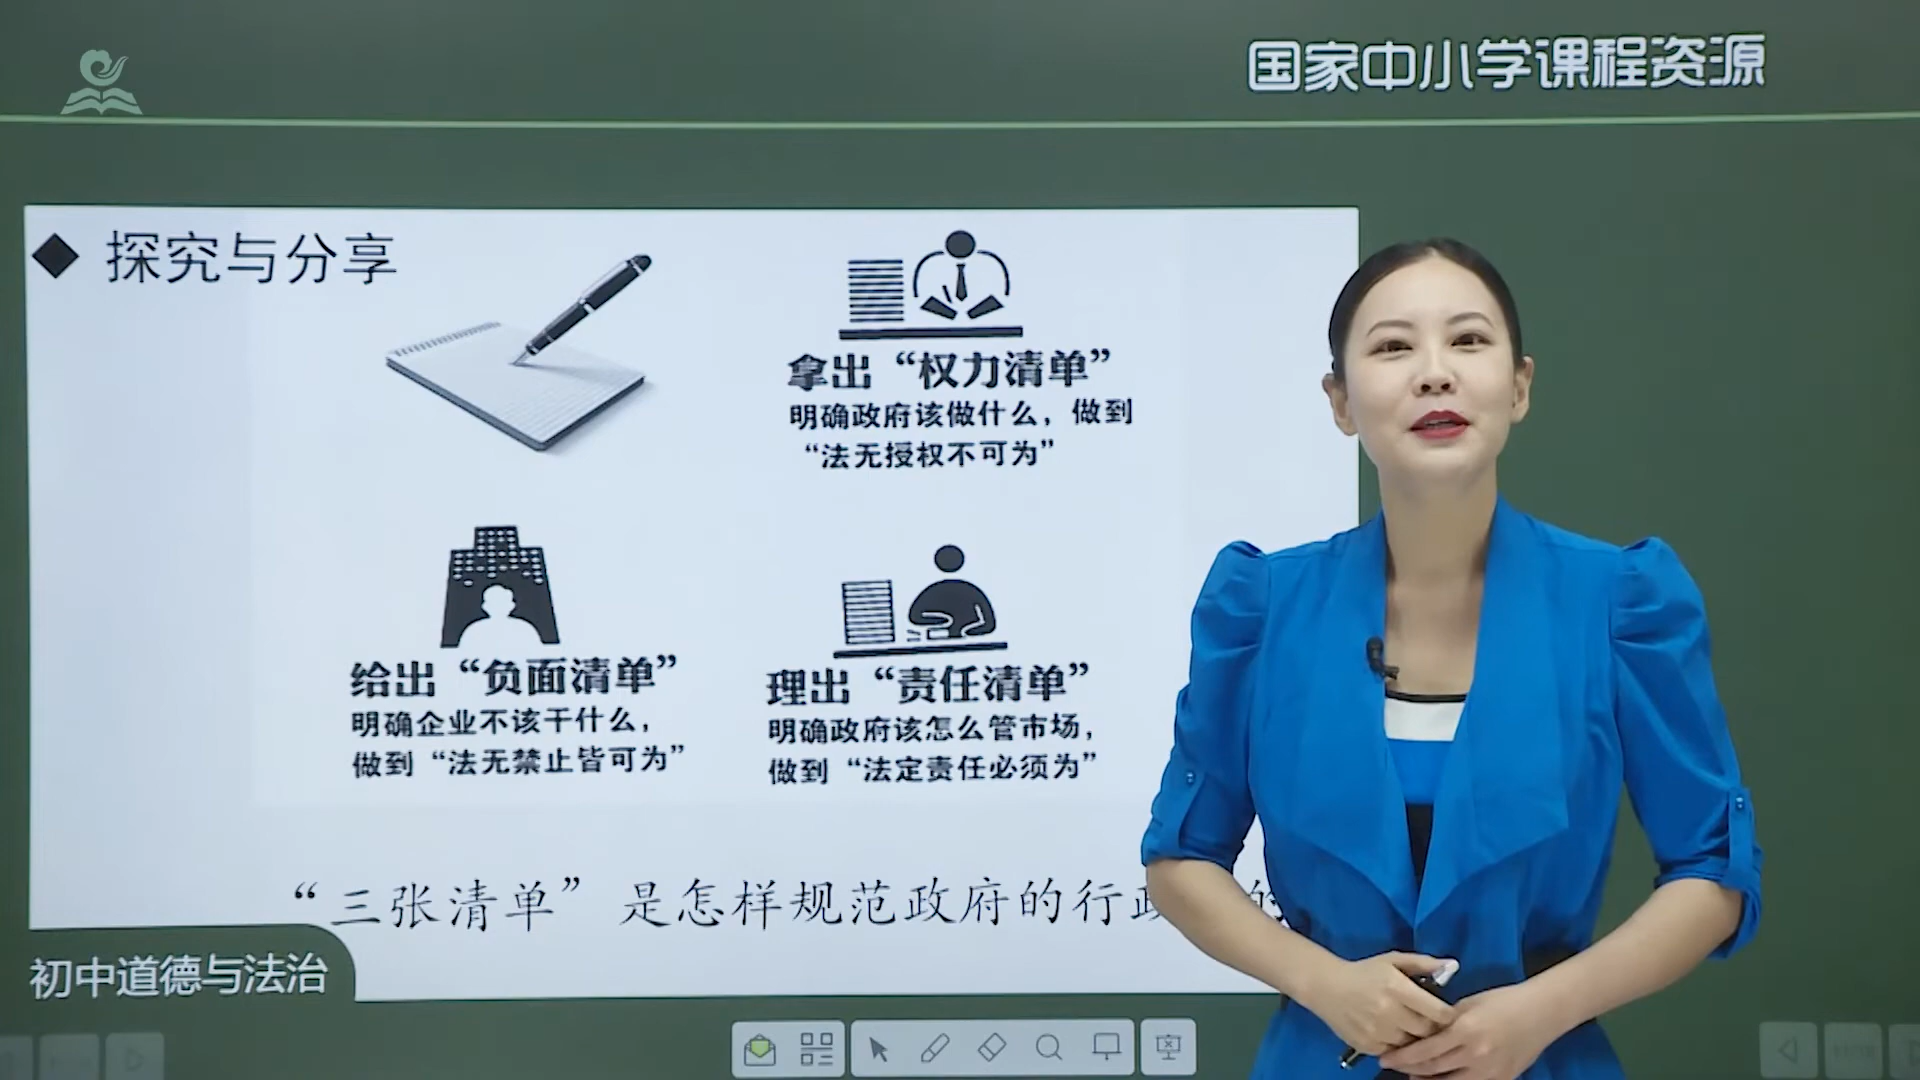 国家中小学课程资源
探究与分享
拿出“权力清单”
明确政府该做什么，做到
“法无授权不可为”
给出“负面清单”
明确企业不该干什么，
做到“法无禁止皆可为”
理出“责任清单”
明确政府该怎么管市场，
做到“法定责任必须为”
“三张清单”是怎样规范政府的行政 的
初中道德与法治